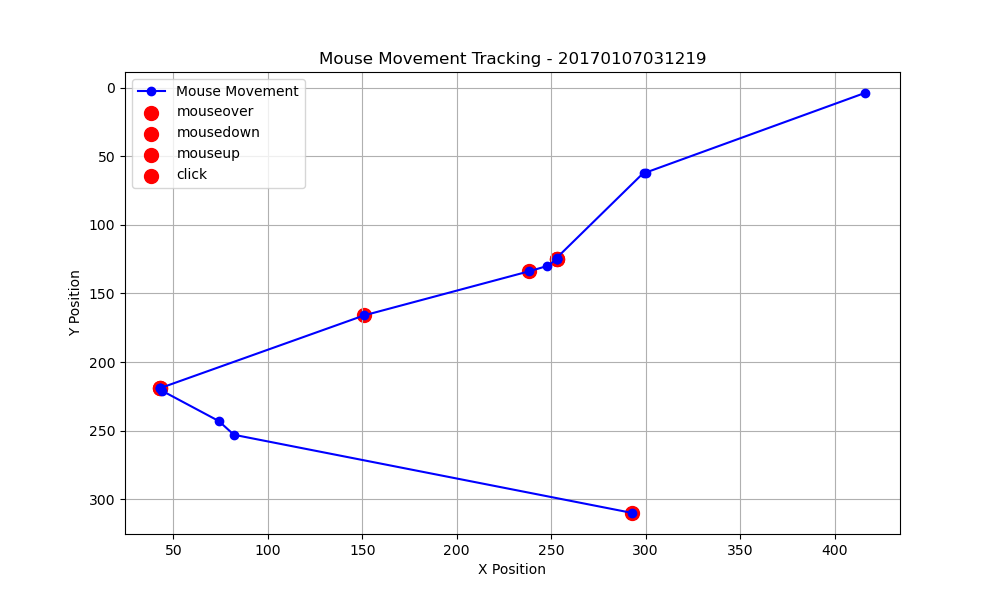 Mouse Movement Tracking - 20170107031219
Mouse Movement
mouseover
mousedown
mouseup
click
0
50
100
150
200
250
300
Y Position
50
100
150
200
250
300
350
400
X Position